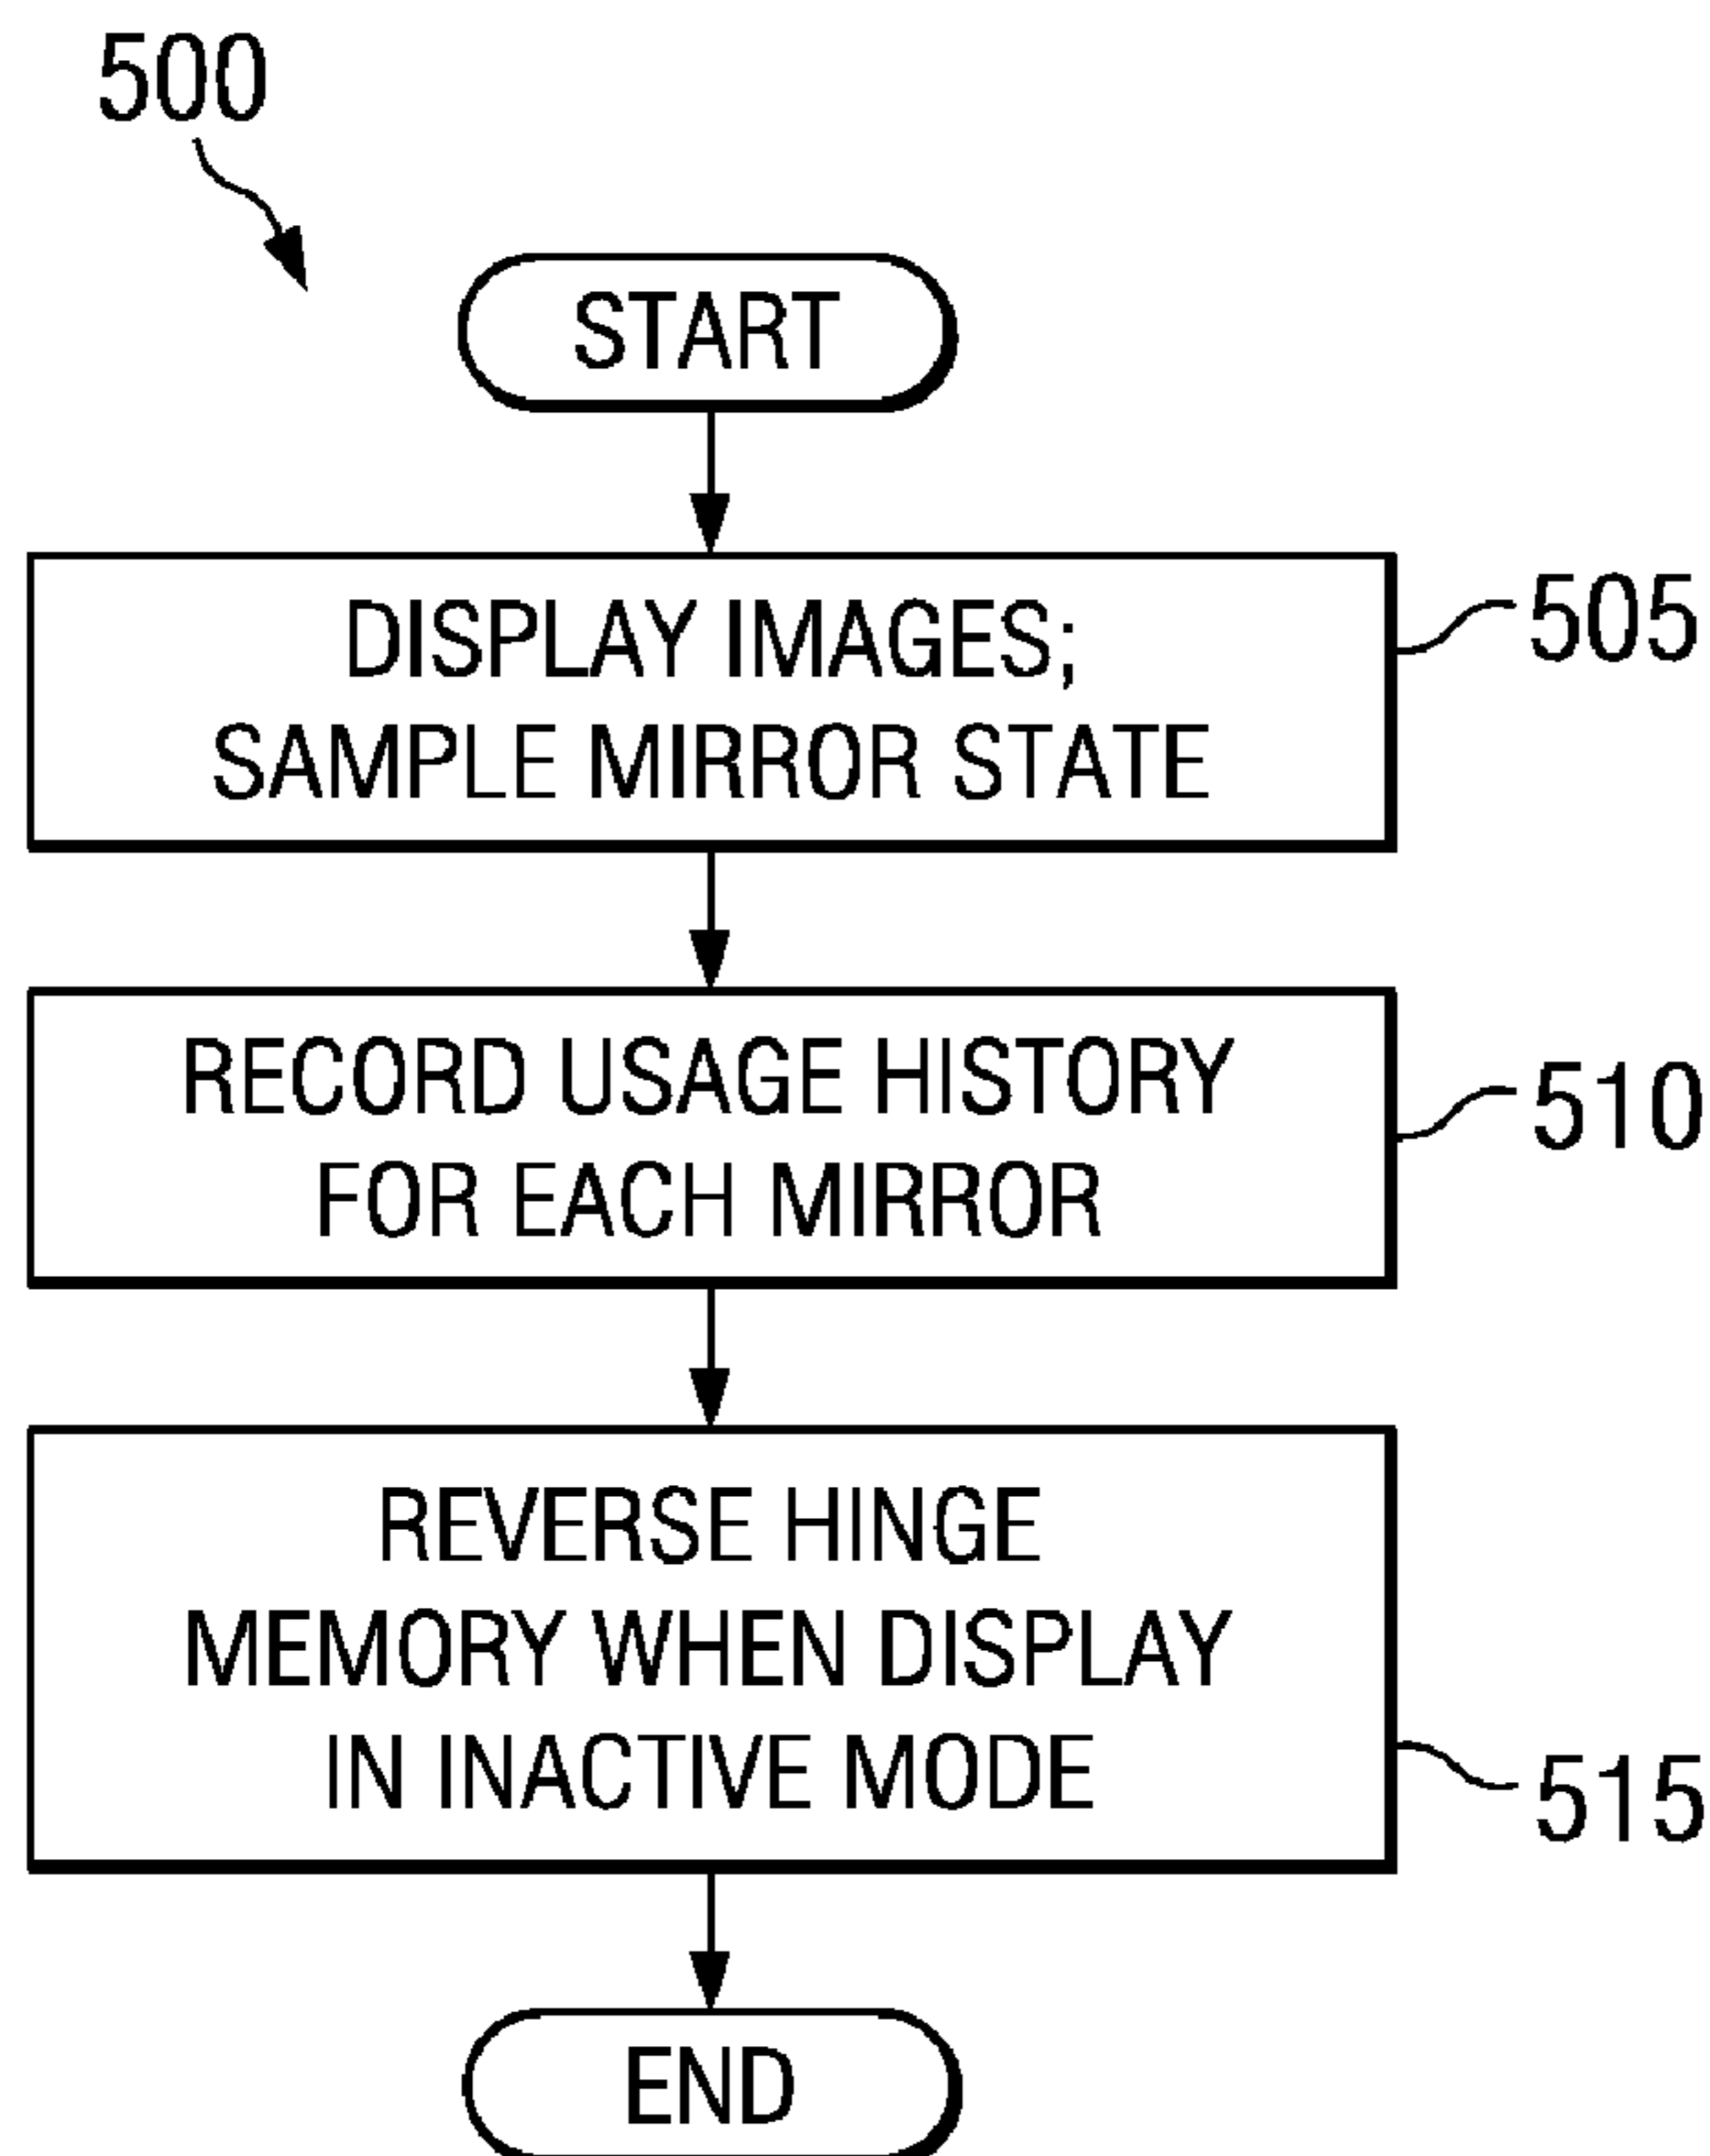 500
START
DISPLAY IMAGES;
SAMPLE MIRROR STATE
505
RECORD USAGE HISTORY
FOR EACH MIRROR
510
REVERSE HINGE
MEMORY WHEN DISPLAY
IN INACTIVE MODE
515
END